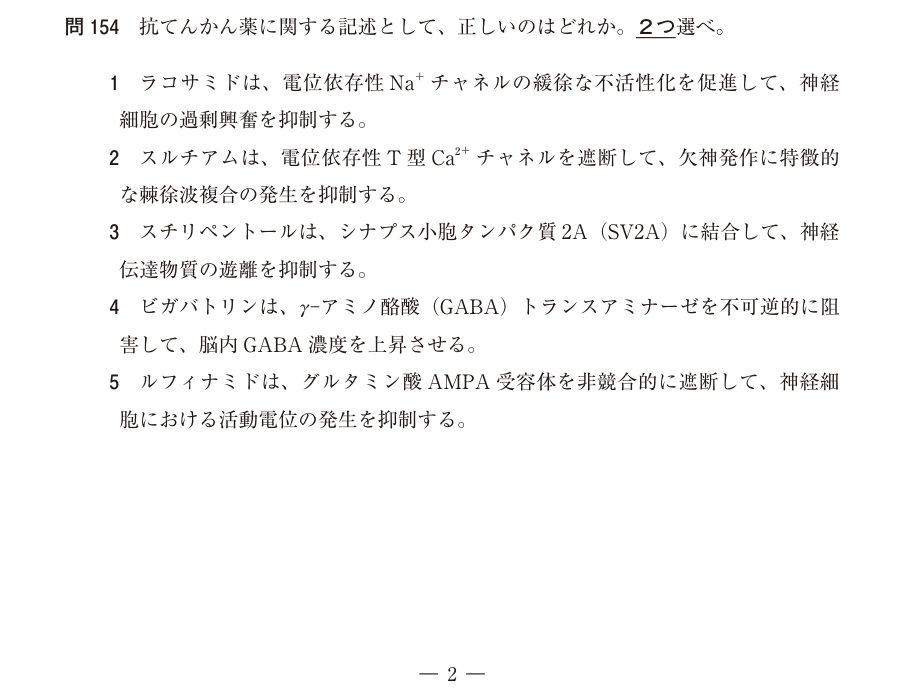 問 154　抗てんかん薬に関する記述として、正しいのはどれか。2つ選べ。
1　ラコサミドは、電位依存性 Na⁺ チャネルの緩徐な不活性化を促進して、神経
細胞の過剰興奮を抑制する。
2　スルチアムは、電位依存性 T 型 Ca²⁺ チャネルを遮断して、欠神発作に特徴的
な棘徐波複合の発生を抑制する。
3　スチリペントールは、シナプス小胞タンパク質 2A（SV2A）に結合して、神経
伝達物質の遊離を抑制する。
4　ビガバトリンは、γ-アミノ酪酸（GABA）トランスアミナーゼを不可逆的に阻
害して、脳内 GABA 濃度を上昇させる。
5　ルフィナミドは、グルタミン酸 AMPA 受容体を非競合的に遮断して、神経細
胞における活動電位の発生を抑制する。
— 2 —